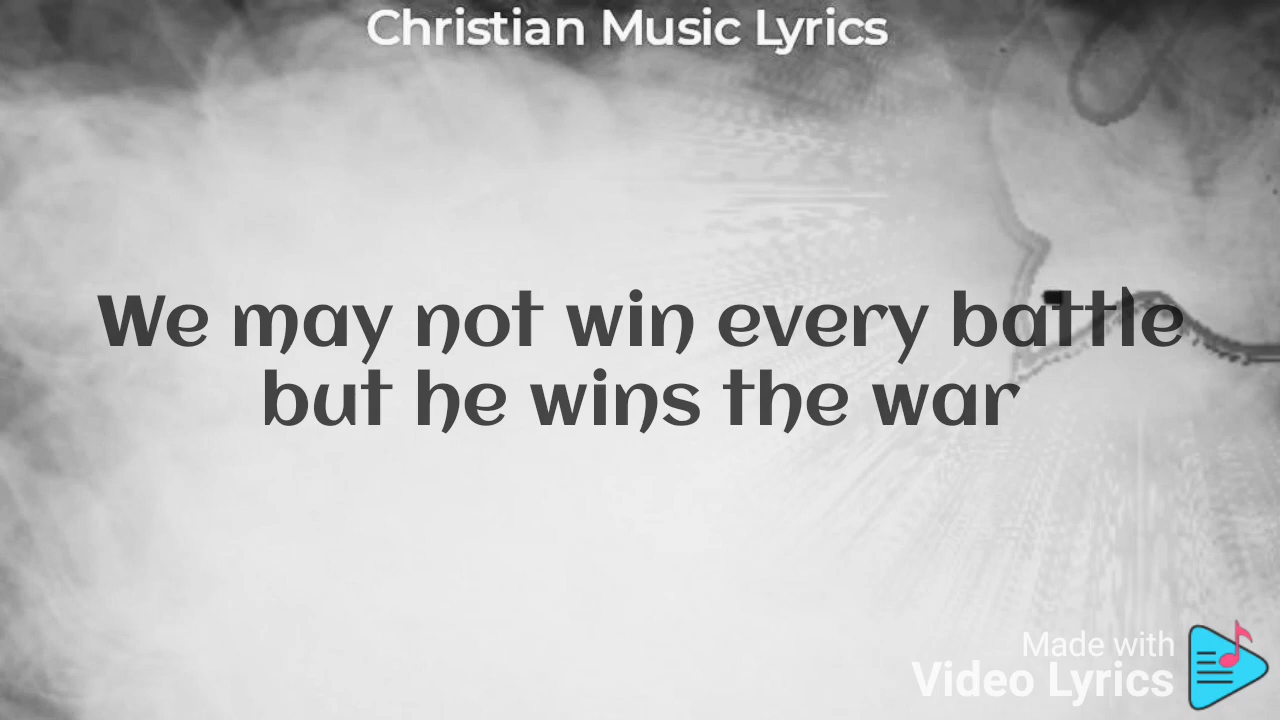 Christian Music Lyrics
We may not win every battle
but he wins the war
Made with
Video Lyrics